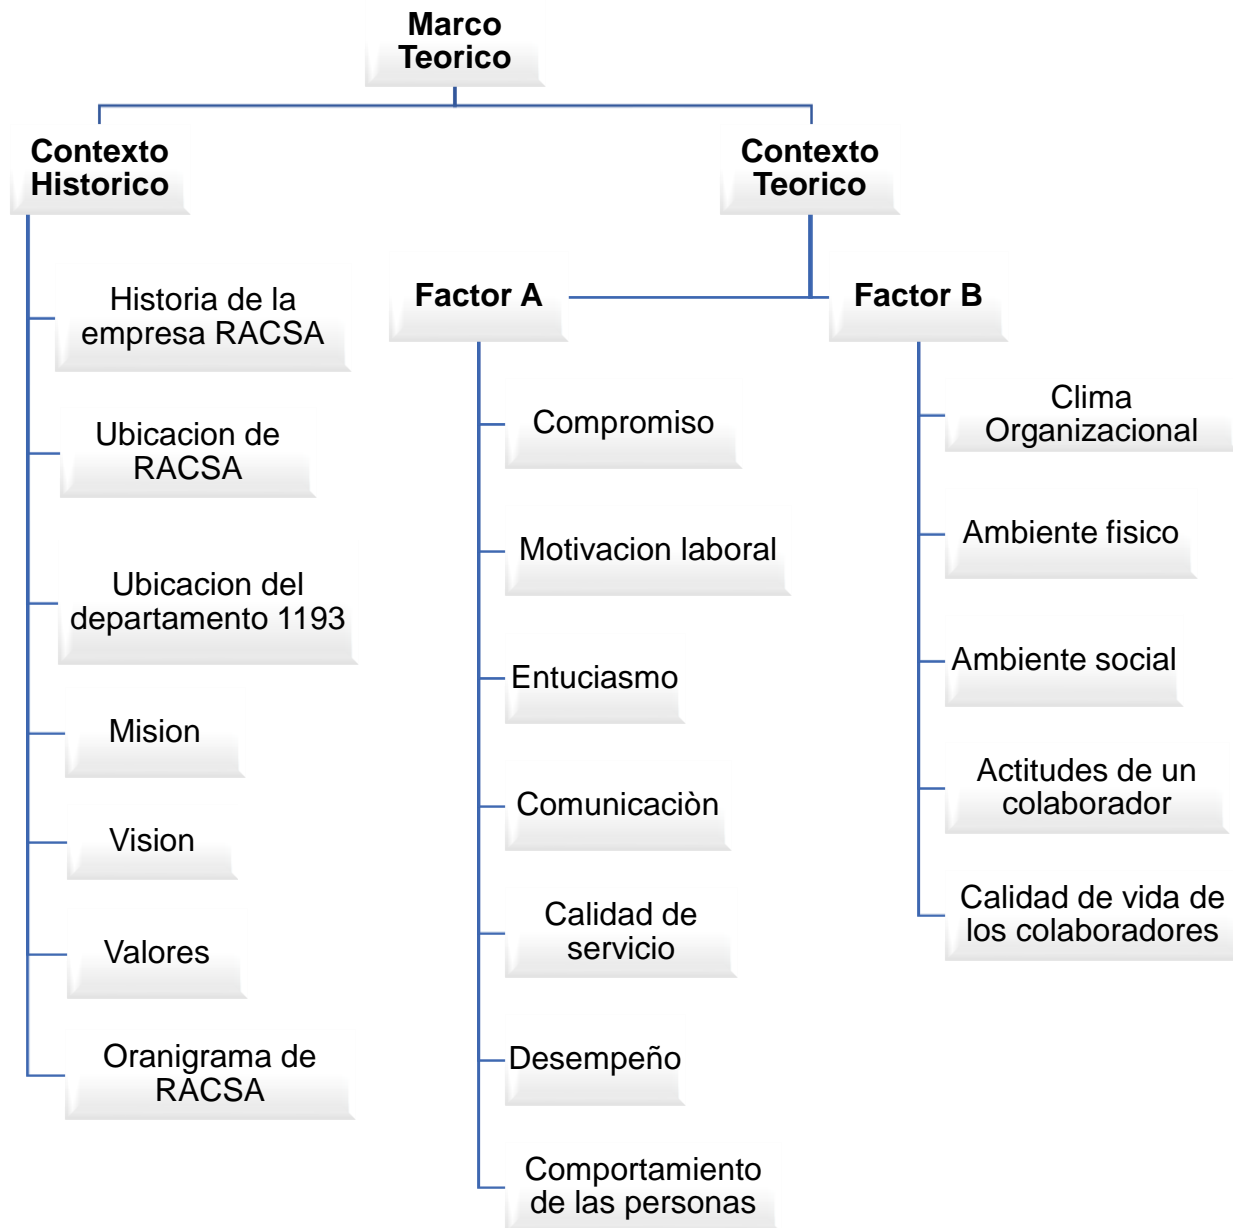 Marco
Teorico
Contexto
Historico
Historia de la
empresa RACSA
Ubicacion de
RACSA
Ubicacion del
departamento 1193
Mision
Vision
Valores
Oranigrama de
RACSA
Contexto
Teorico
Factor A
Compromiso
Motivacion laboral
Entuciasmo
Comunicaciòn
Calidad de
servicio
Desempeño
Comportamiento
de las personas
Factor B
Clima
Organizacional
Ambiente fisico
Ambiente social
Actitudes de un
colaborador
Calidad de vida de
los colaboradores